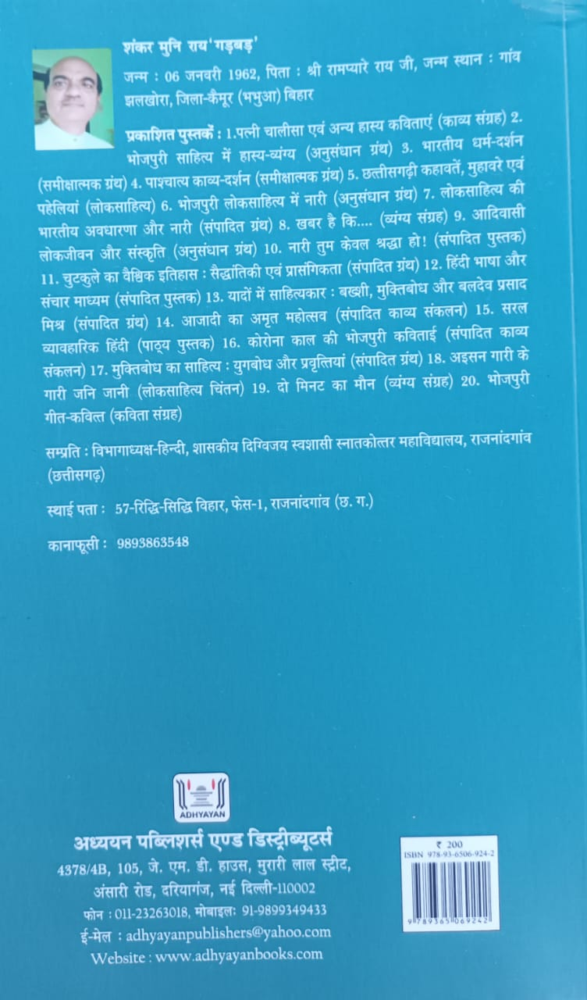 शंकर मुनि राय 'गड़बड़'
जन्म : 06 जनवरी 1962, पिता : श्री रामप्यारे राय जी, जन्म स्थान : गांव
झलखोरा, जिला-कैमूर (भभुआ) बिहार
प्रकाशित पुस्तकें : 1.पत्नी चालीसा एवं अन्य हास्य कविताएं (काव्य संग्रह) 2.
भोजपुरी साहित्य में हास्य-व्यंग्य (अनुसंधान ग्रंथ) 3. भारतीय धर्म-दर्शन
(समीक्षात्मक ग्रंथ) 4. पाश्चात्य काव्य-दर्शन (समीक्षात्मक ग्रंथ) 5. छत्तीसगढ़ी कहावतें, मुहावरे एवं
पहेलियां (लोकसाहित्य) 6. भोजपुरी लोकसाहित्य में नारी (अनुसंधान ग्रंथ) 7. लोकसाहित्य की
भारतीय अवधारणा और नारी (संपादित ग्रंथ) 8. खबर है कि.... (व्यंग्य संग्रह) 9. आदिवासी
लोकजीवन और संस्कृति (अनुसंधान ग्रंथ) 10. नारी तुम केवल श्रद्धा हो! (संपादित पुस्तक)
11. चुटकुले का वैश्विक इतिहास : सैद्धांतिकी एवं प्रासंगिकता (संपादित ग्रंथ) 12. हिंदी भाषा और
संचार माध्यम (संपादित पुस्तक) 13. यादों में साहित्यकार : बख्शी, मुक्तिबोध और बलदेव प्रसाद
मिश्र (संपादित ग्रंथ) 14. आजादी का अमृत महोत्सव (संपादित काव्य संकलन) 15. सरल
व्यावहारिक हिंदी (पाठ्य पुस्तक) 16. कोरोना काल की भोजपुरी कविताई (संपादित काव्य
संकलन) 17. मुक्तिबोध का साहित्य : युगबोध और प्रवृत्तियां (संपादित ग्रंथ) 18. अइसन गारी के
गारी जनि जानी (लोकसाहित्य चिंतन) 19. दो मिनट का मौन (व्यंग्य संग्रह) 20. भोजपुरी
गीत-कवित्त (कविता संग्रह)
सम्प्रति : विभागाध्यक्ष-हिन्दी, शासकीय दिग्विजय स्वशासी स्नातकोत्तर महाविद्यालय, राजनांदगांव
(छत्तीसगढ़)
स्थाई पता : 57-रिद्धि-सिद्धि विहार, फेस-1, राजनांदगांव (छ. ग.)
कानाफूसी : 9893863548
ADHYAYAN
अध्ययन पब्लिशर्स एण्ड डिस्ट्रीब्यूटर्स
4378/4B, 105, जे. एम. डी. हाउस, मुरारी लाल स्ट्रीट,
अंसारी रोड, दरियागंज, नई दिल्ली-110002
फोन : 011-23263018, मोबाइलः 91-9899349433
ई-मेल : adhyayanpublishers@yahoo.com
Website : www.adhyayanbooks.com
₹ 200
ISBN 978-93-6506-924-2
9 789365 069242